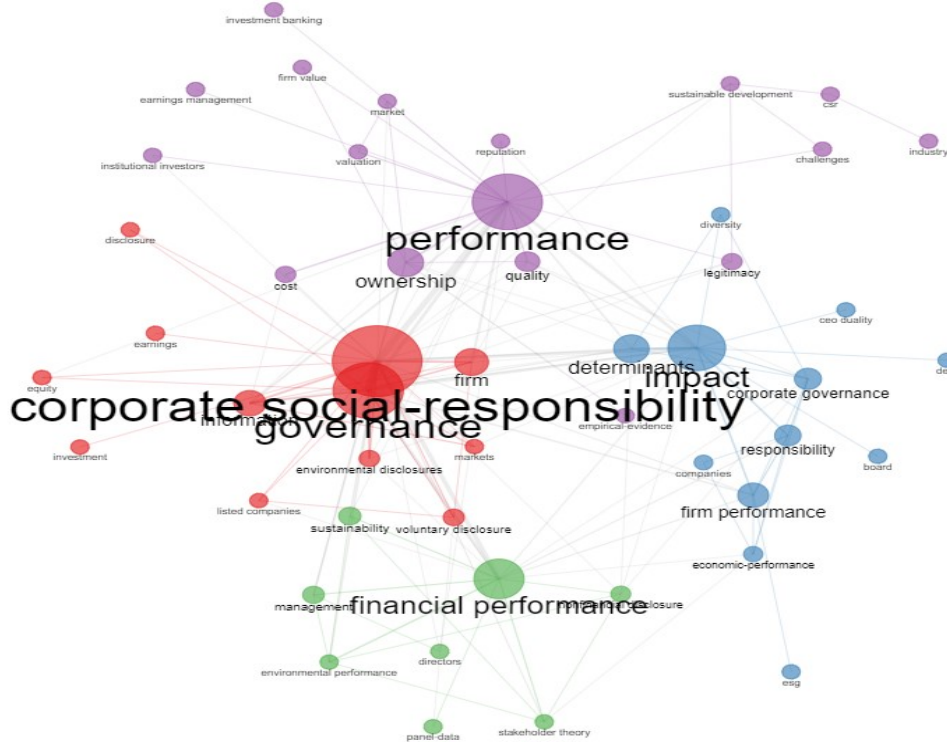 investment banking
firm value
earnings management
market
sustainable development
csr
industry
reputation
valuation
challenges
institutional investors
disclosure
performance
diversity
ownership
quality
legitimacy
cost
ceo duality
earnings
determinants
de
firm
impact
equity
corporate governance
corporate social-responsibility
information
governance
empirical evidence
responsibility
investment
environmental disclosures
markets
companies
board
listed companies
firm performance
sustainability
voluntary disclosure
economic-performance
management
financial performance
nonfinancial disclosure
environmental performance
directors
esg
panel-data
stakeholder theory